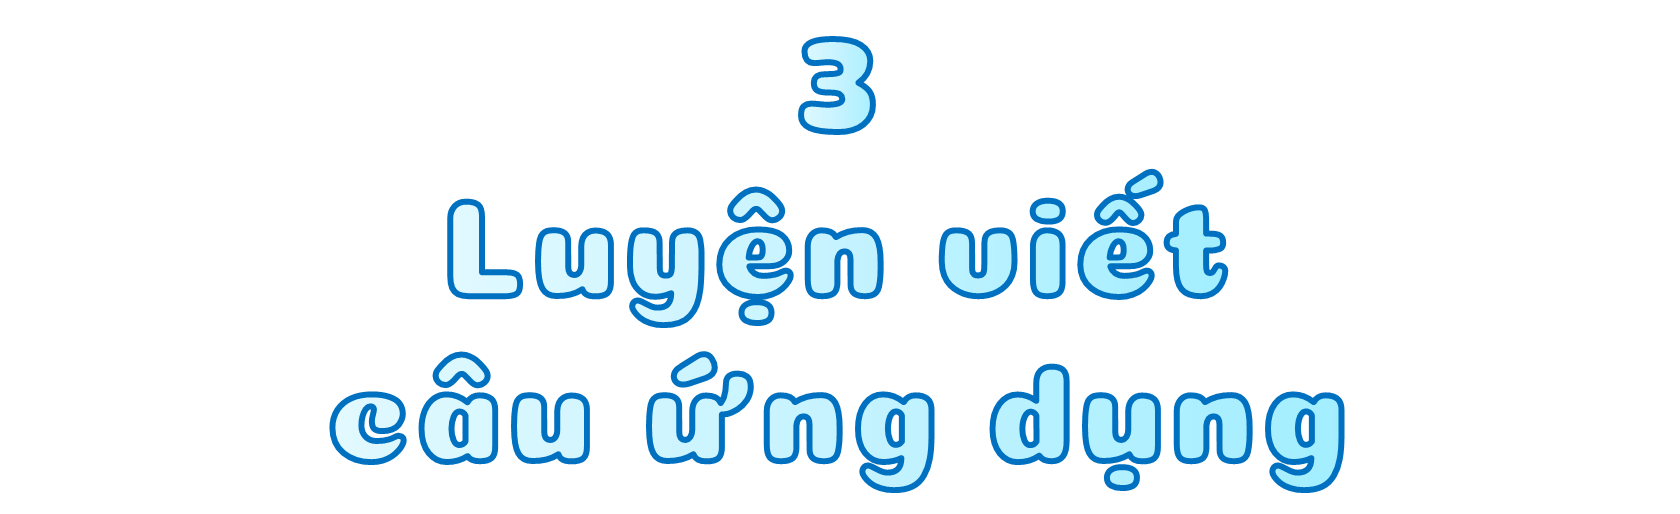 3
Luyện viết
câu ứng dụng